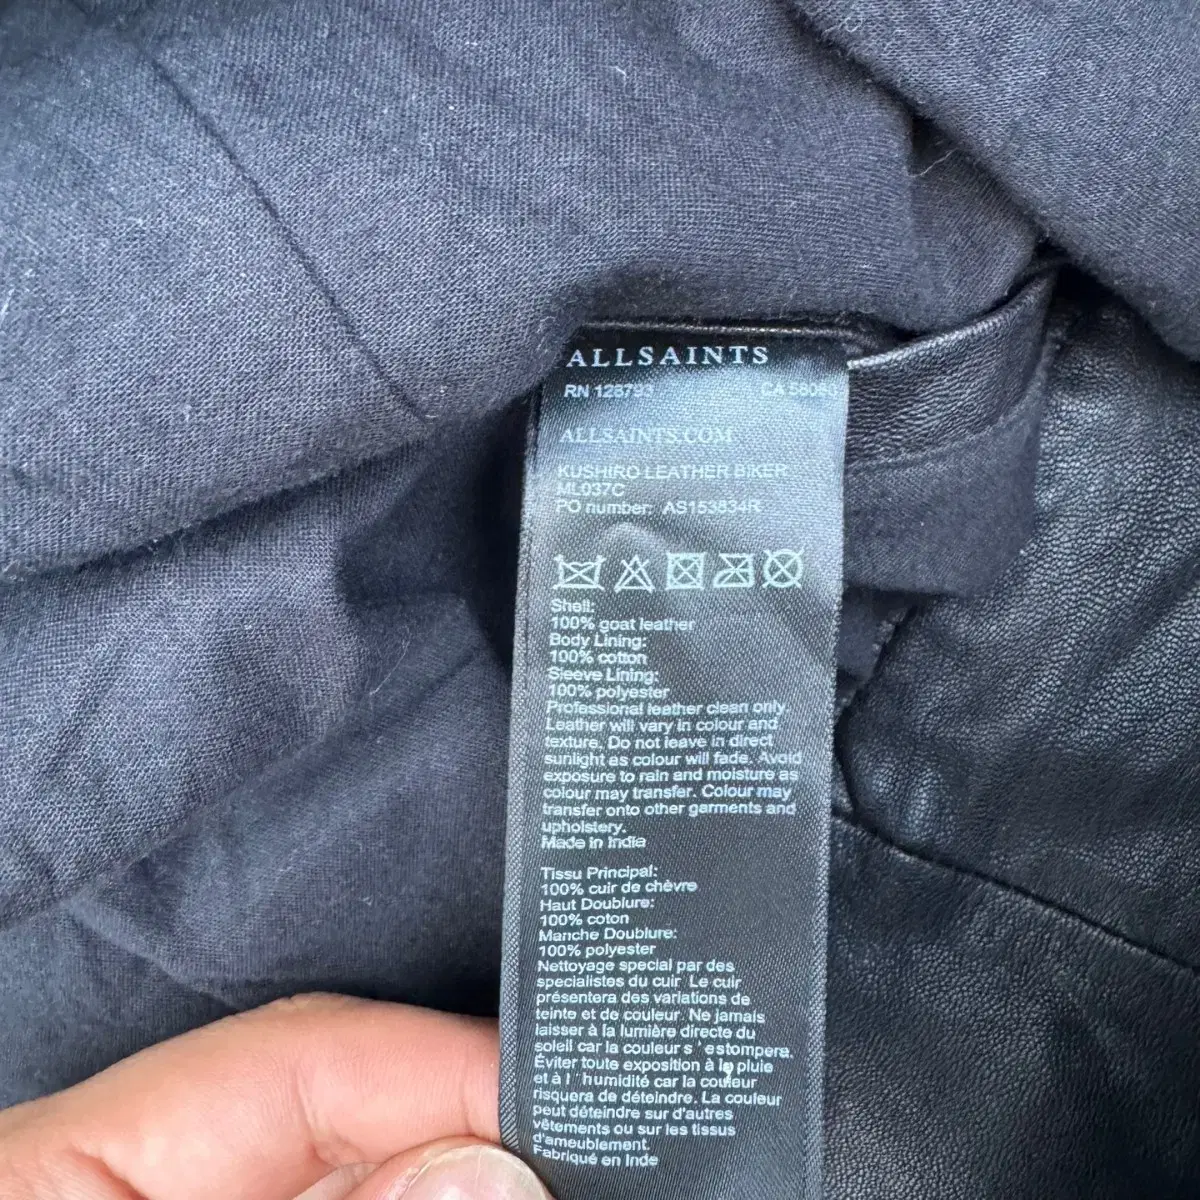 ALLSAINTS
RN 128793 CA
ALLSAINTS.COM
KUSHIRO LEATHER BIKER
ML037C
PO number: AS153834R
Shell:
100% goat leather
Body Lining:
100% cotton
Sleeve Lining:
100% polyester
Professional leather clean only.
Leather will vary in colour and
texture. Do not leave in direct
sunlight as colour will fade. Avoid
exposure to rain and moisture as
colour may transfer. Colour may
transfer onto other garments and
upholstery.
Made in India
Tissu Principal:
100% cuir de chèvre
Haut Doublure:
100% coton
Manche Doublure:
100% polyester
Nettoyage special par des
specialistes du cuir. Le cuir
présentera des variations de
teinte et de couleur. Ne jamais
laisser à la lumière directe du
soleil car la couleur s ' estompera.
Éviter toute exposition à la pluie
et à l ' humidité car la couleur
risquera de déteindre. La couleur
peut déteindre sur d'autres
vêtements ou sur les tissus
d'ameublement.
Fabriqué en Inde